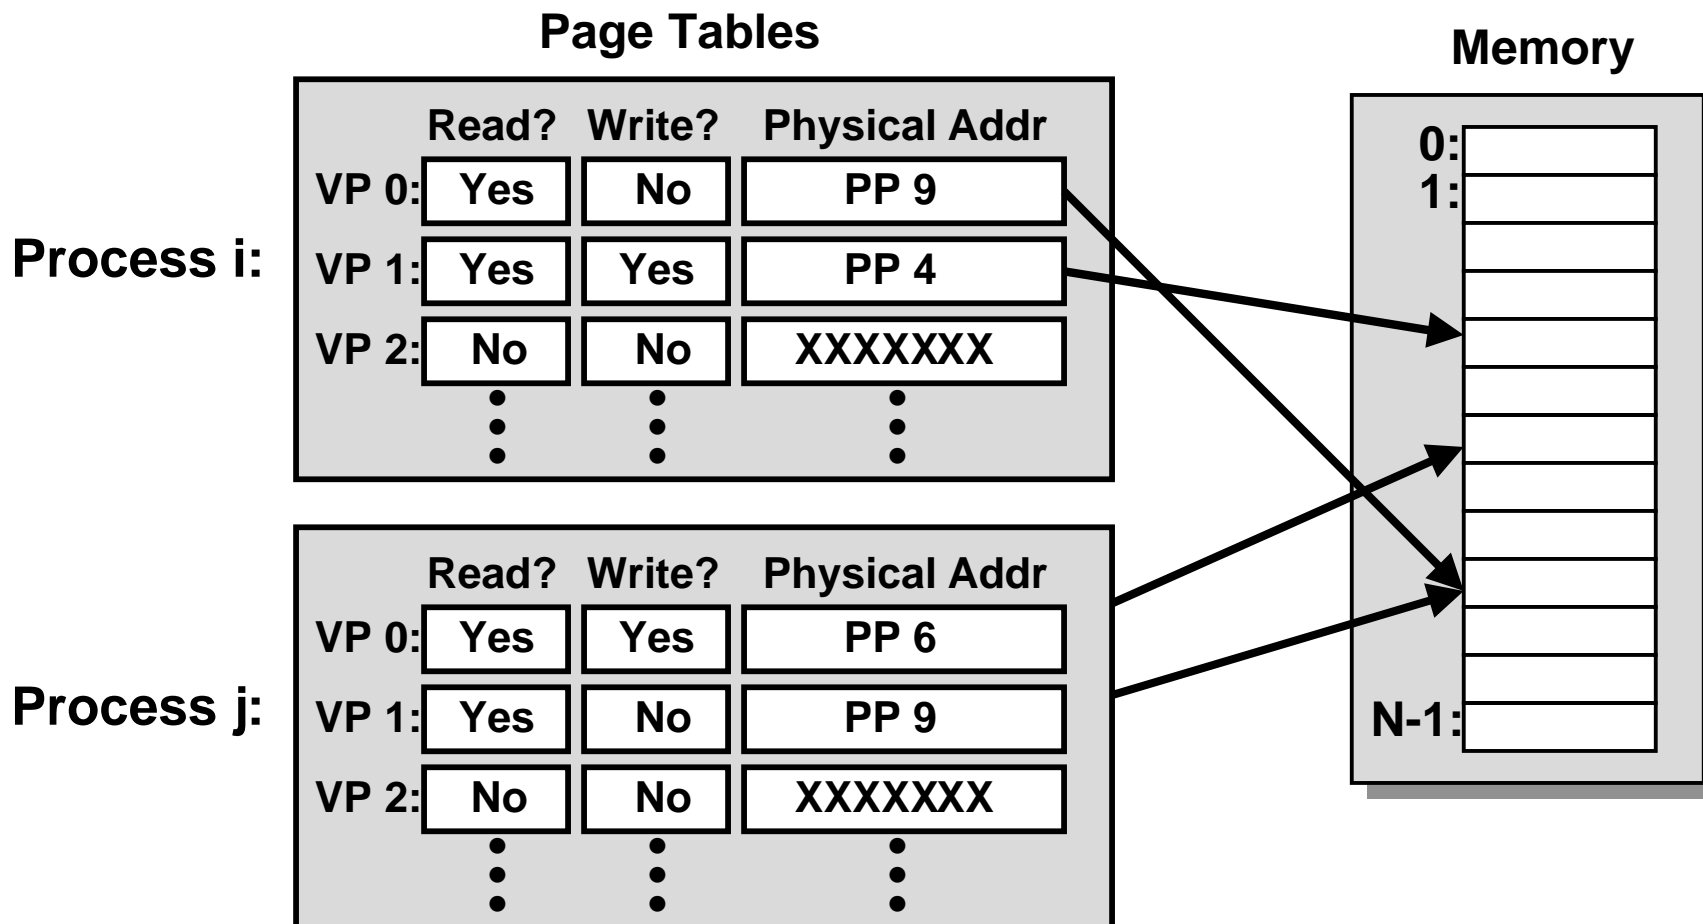 Page Tables
Memory
Read? Write? Physical Addr
VP 0: Yes No PP 9
Process i:
VP 1: Yes Yes PP 4
VP 2: No No XXXXXXX
0:
1:
N-1:
Read? Write? Physical Addr
VP 0: Yes Yes PP 6
Process j:
VP 1: Yes No PP 9
VP 2: No No XXXXXXX